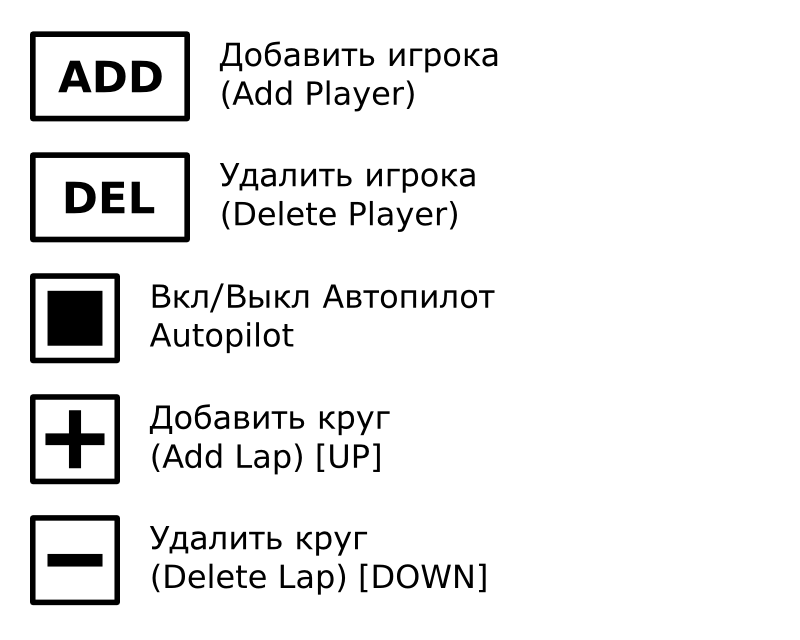 ADD
Добавить игрока
(Add Player)
DEL
Удалить игрока
(Delete Player)
Вкл/Выкл Автопилот
Autopilot
+
Добавить круг
(Add Lap) [UP]
−
Удалить круг
(Delete Lap) [DOWN]